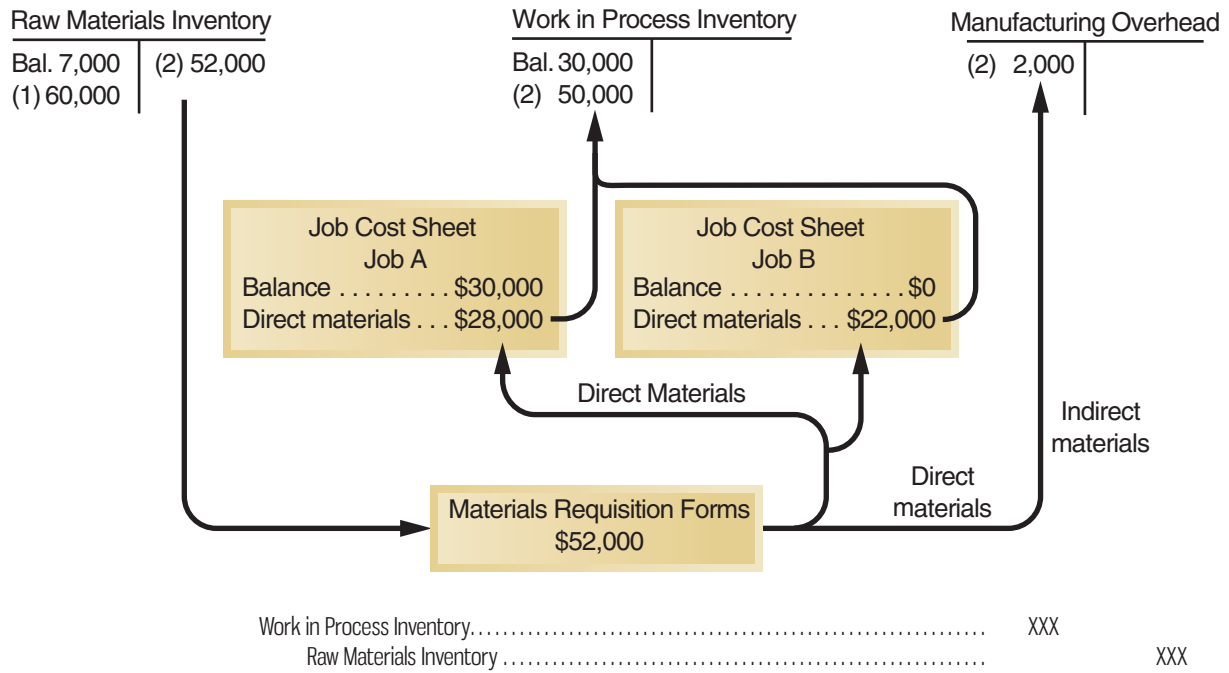 Raw Materials Inventory
Bal. 7,000 (2) 52,000
(1) 60,000
Work in Process Inventory
Bal. 30,000
(2) 50,000
Manufacturing Overhead
(2) 2,000
Job Cost Sheet
Job A
Balance ......... $30,000
Direct materials ... $28,000
Job Cost Sheet
Job B
Balance .............. $0
Direct materials ... $22,000
Direct Materials
Indirect
materials
Direct
materials
Materials Requisition Forms
$52,000
Work in Process Inventory................................................................ XXX
Raw Materials Inventory ............................................................ XXX